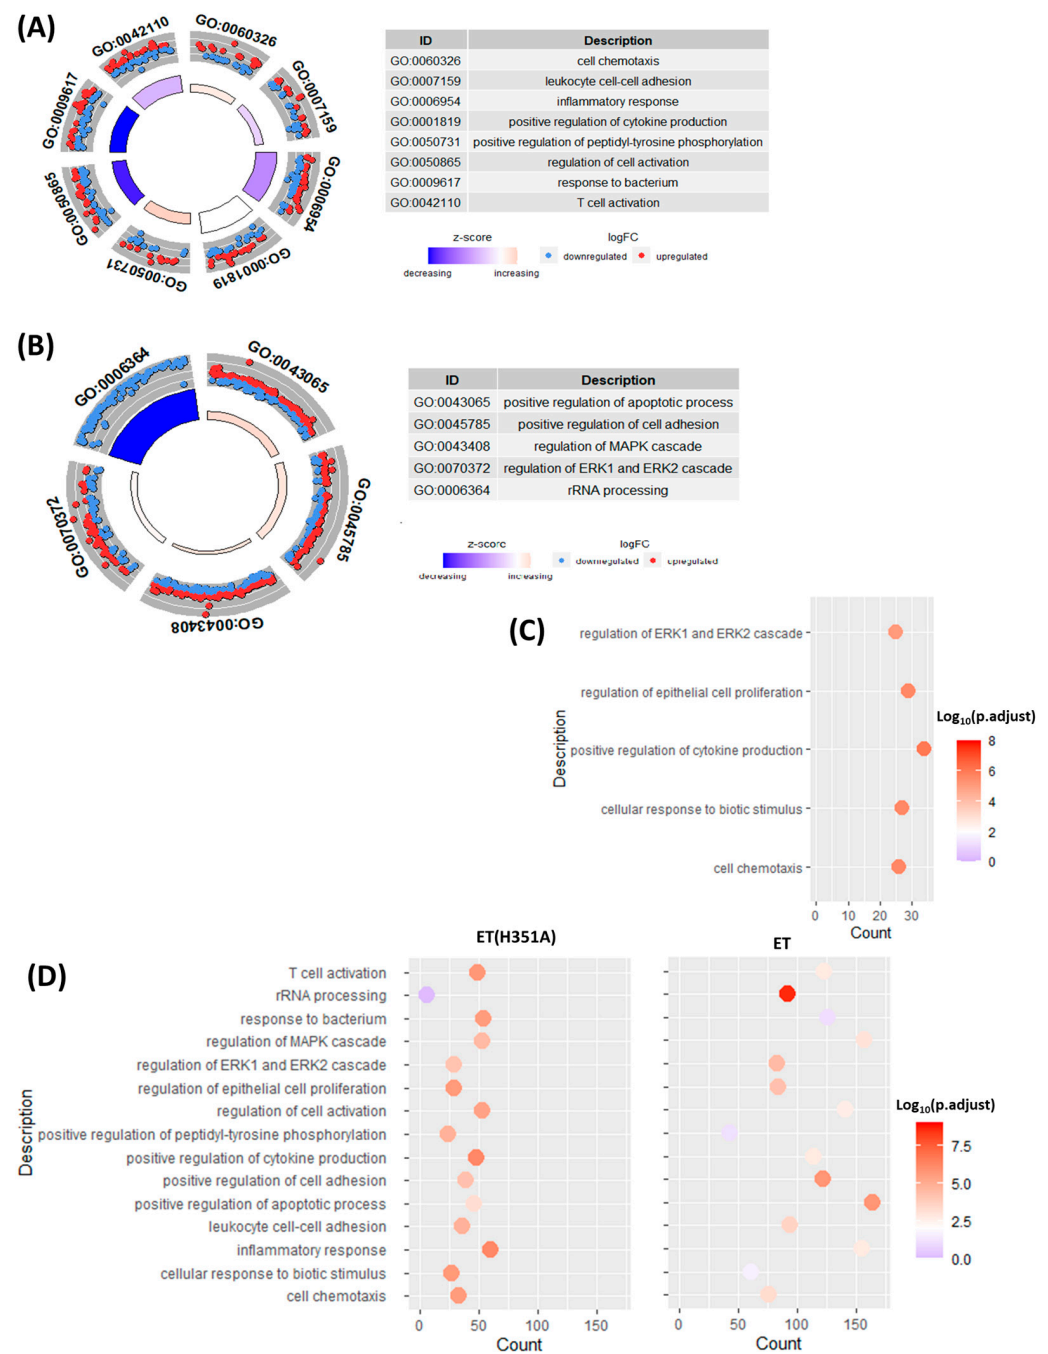 (A)
GO:0042110
GO:0060326
GO:0009617
GO:0007159
GO:0050865
GO:0006954
GO:0050731
GO:0001819
ID Description
GO:0060326 cell chemotaxis
GO:0007159 leukocyte cell-cell adhesion
GO:0006954 inflammatory response
GO:0001819 positive regulation of cytokine production
GO:0050731 positive regulation of peptidyl-tyrosine phosphorylation
GO:0050865 regulation of cell activation
GO:0009617 response to bacterium
GO:0042110 T cell activation
z-score logFC
downregulated upregulated
decreasing increasing
(B)
GO:0006364
GO:0043065
GO:0070372
GO:0045785
GO:0043408
ID Description
GO:0043065 positive regulation of apoptotic process
GO:0045785 positive regulation of cell adhesion
GO:0043408 regulation of MAPK cascade
GO:0070372 regulation of ERK1 and ERK2 cascade
GO:0006364 rRNA processing
z-score logFC
downregulated upregulated
decreasing increasing
(C)
regulation of ERK1 and ERK2 cascade
regulation of epithelial cell proliferation
positive regulation of cytokine production
cellular response to biotic stimulus
cell chemotaxis
Description
0 10 20 30
Count
Log10(p.adjust)
8
6
4
2
0
(D)
ET(H351A) ET
T cell activation
rRNA processing
response to bacterium
regulation of MAPK cascade
regulation of ERK1 and ERK2 cascade
regulation of epithelial cell proliferation
regulation of cell activation
positive regulation of peptidyl-tyrosine phosphorylation
positive regulation of cytokine production
positive regulation of cell adhesion
positive regulation of apoptotic process
leukocyte cell-cell adhesion
inflammatory response
cellular response to biotic stimulus
cell chemotaxis
Description
0 50 100 150
Count
0 50 100 150
Count
Log10(p.adjust)
7.5
5.0
2.5
0.0